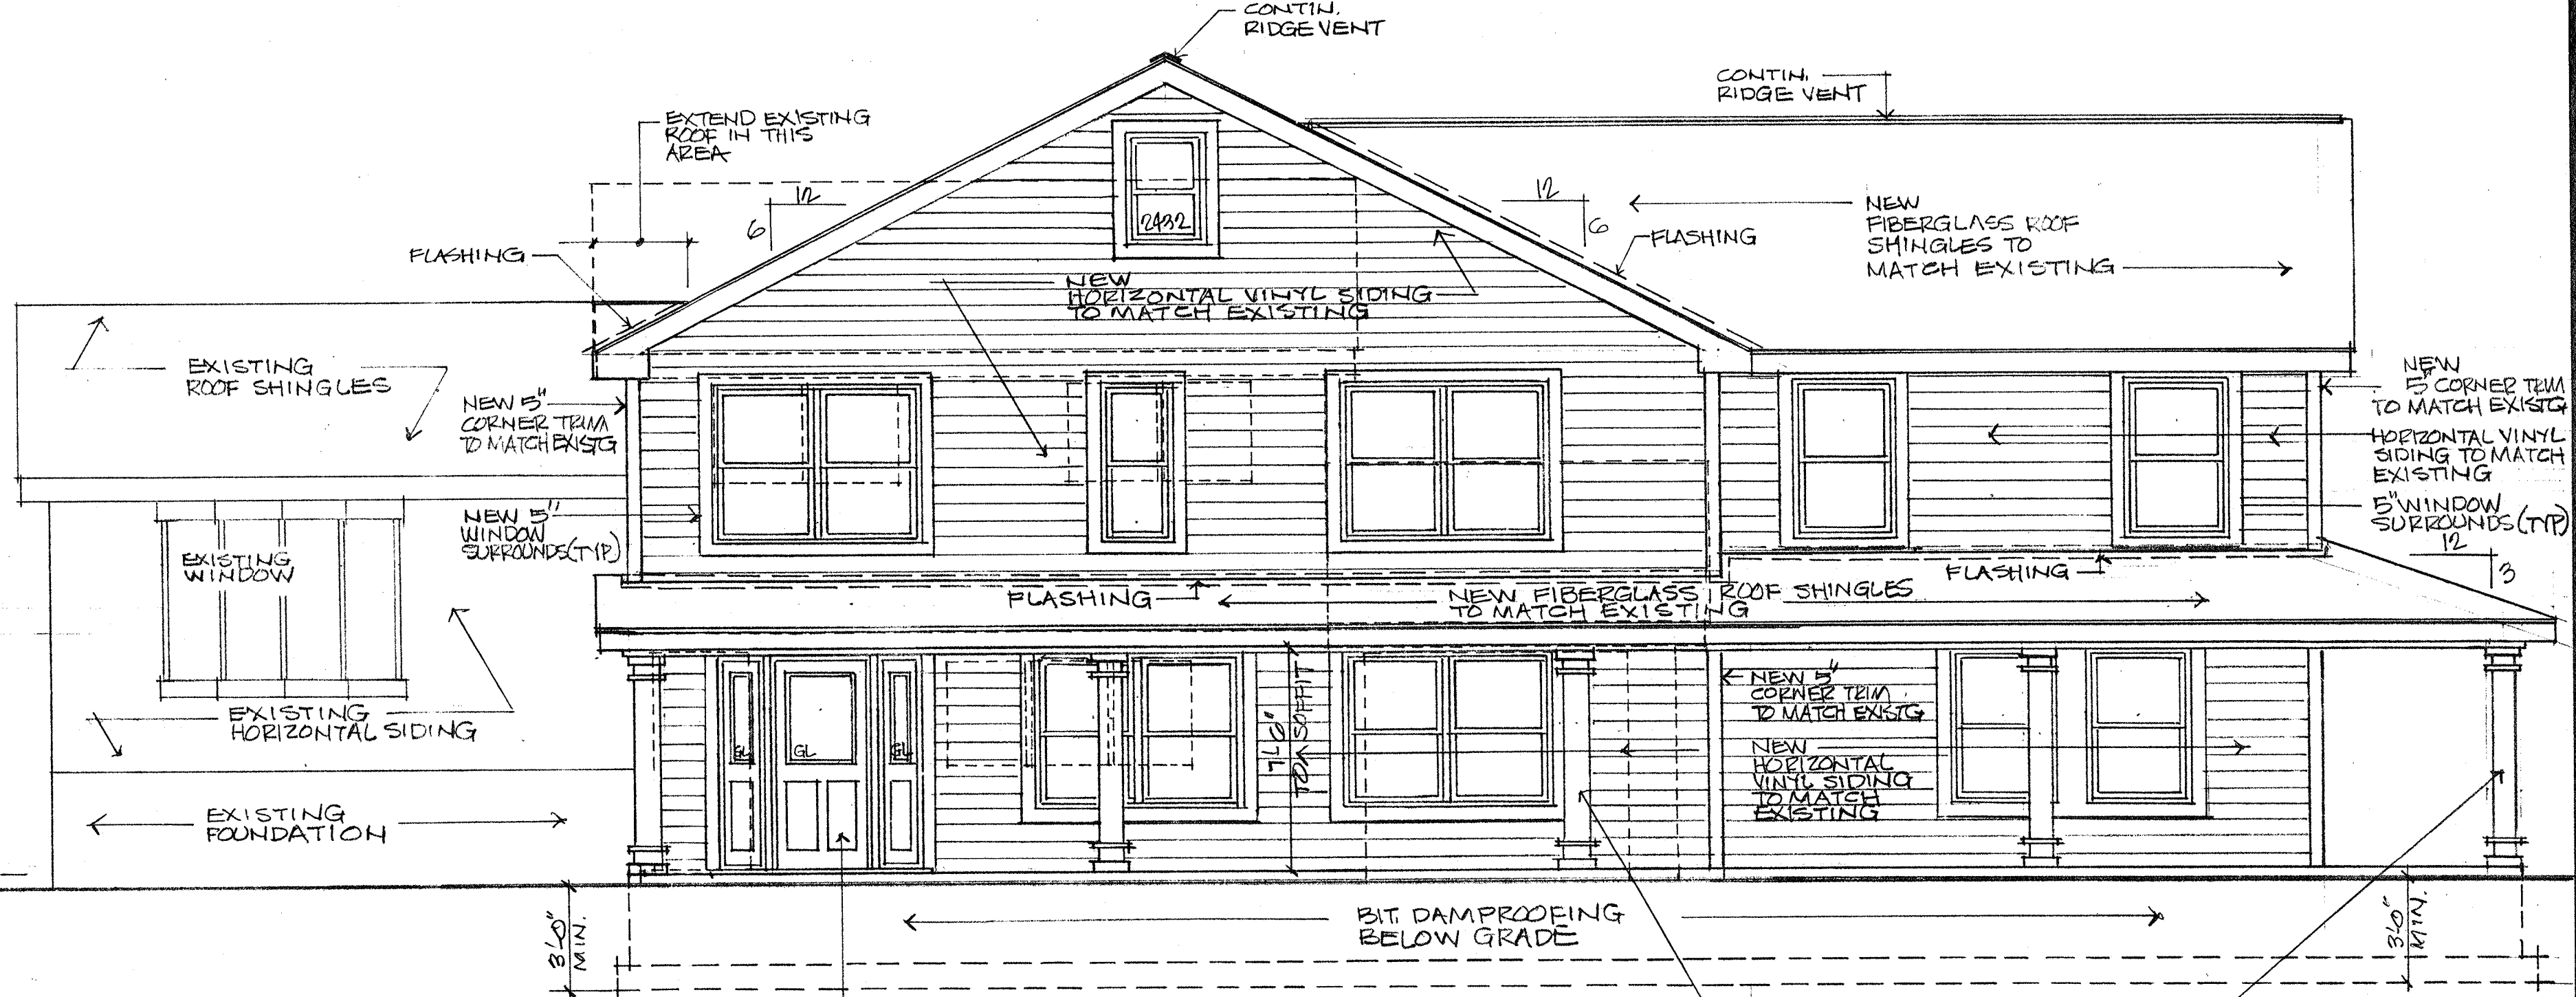 CONTIN.
RIDGE VENT
CONTIN.
RIDGE VENT
EXTEND EXISTING
ROOF IN THIS
AREA
12
6
2432
12
6
NEW
FIBERGLASS ROOF
SHINGLES TO
MATCH EXISTING
FLASHING
FLASHING
NEW
HORIZONTAL VINYL SIDING
TO MATCH EXISTING
EXISTING
ROOF SHINGLES
NEW 5"
CORNER TRIM
TO MATCH EXISTG
NEW
5" CORNER TRIM
TO MATCH EXISTG
HORIZONTAL VINYL
SIDING TO MATCH
EXISTING
5" WINDOW
SURROUNDS (TYP)
NEW 5"
WINDOW
SURROUNDS (TYP)
EXISTING
WINDOW
12
3
FLASHING
FLASHING
NEW FIBERGLASS ROOF SHINGLES
TO MATCH EXISTING
EXISTING
HORIZONTAL SIDING
GL
GL
GL
7'-6"
TO SOFFIT
NEW 5"
CORNER TRIM
TO MATCH EXISTG
NEW
HORIZONTAL
VINYL SIDING
TO MATCH
EXISTING
EXISTING
FOUNDATION
3'-0"
MIN.
BIT. DAMPROOFING
BELOW GRADE
3'-0"
MIN.